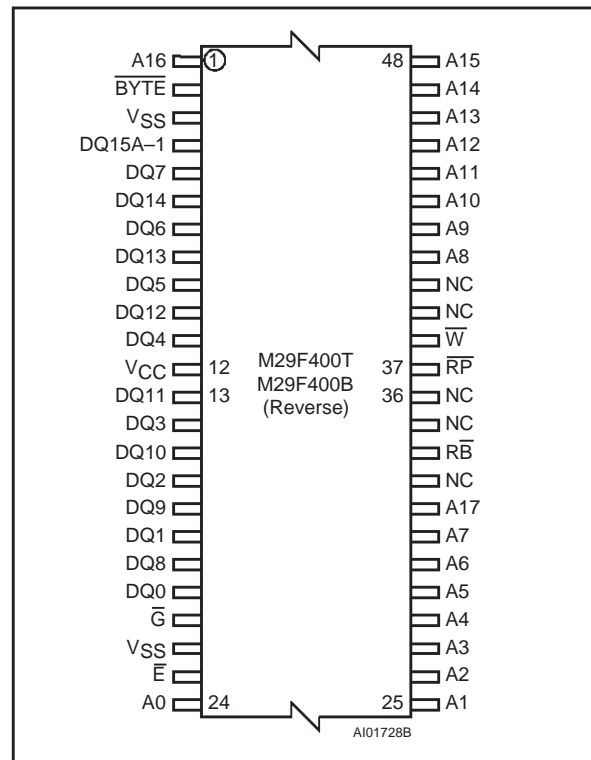 A16 1 48 A15
B̅Y̅T̅E̅ A14
VSS A13
DQ15A–1 A12
DQ7 A11
DQ14 A10
DQ6 A9
DQ13 A8
DQ5 NC
DQ12 NC
DQ4 W̅
VCC 12 M29F400T 37 R̅P̅
DQ11 13 M29F400B 36 NC
(Reverse)
DQ3 NC
DQ10 RB̅
DQ2 NC
DQ9 A17
DQ1 A7
DQ8 A6
DQ0 A5
G̅ A4
VSS A3
E̅ A2
A0 24 25 A1
AI01728B